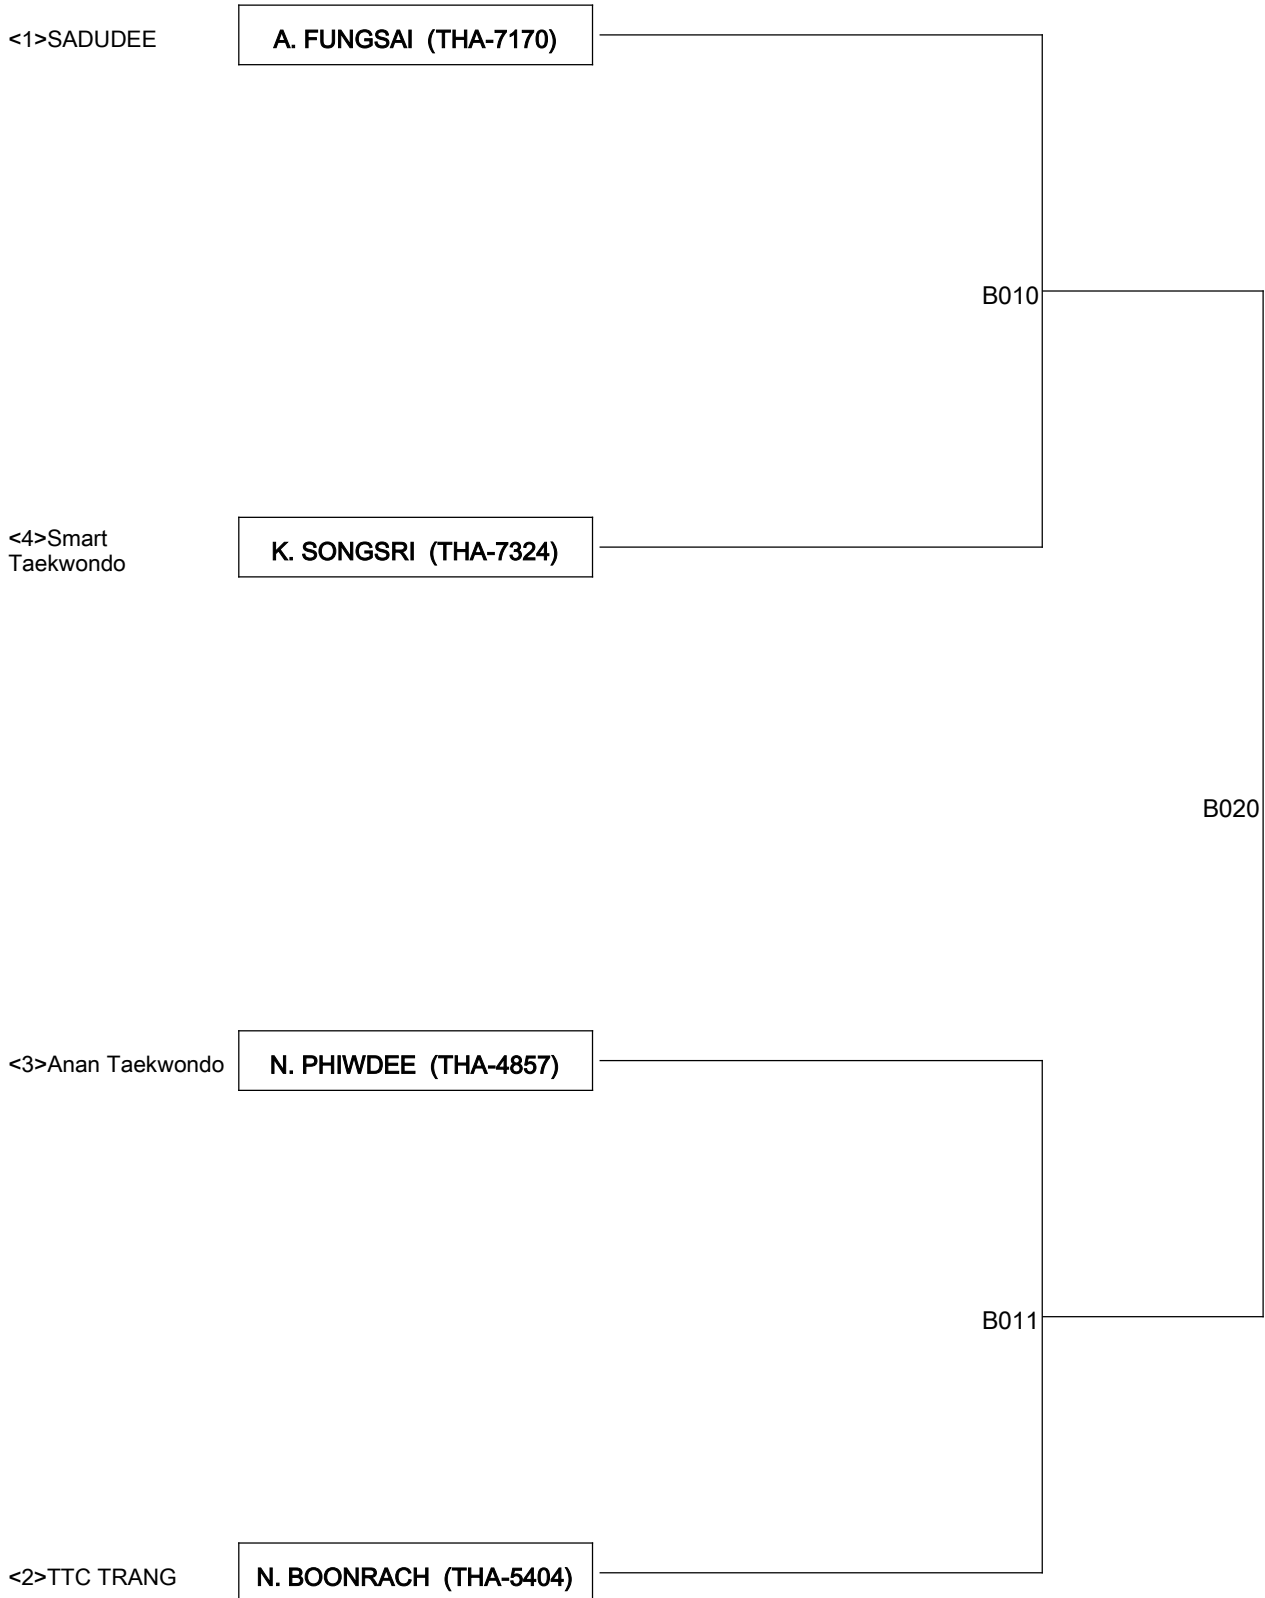 <1>SADUDEE
A. FUNGSAI (THA-7170)
B010
<4>Smart
Taekwondo
K. SONGSRI (THA-7324)
B020
<3>Anan Taekwondo
N. PHIWDEE (THA-4857)
B011
<2>TTC TRANG
N. BOONRACH (THA-5404)